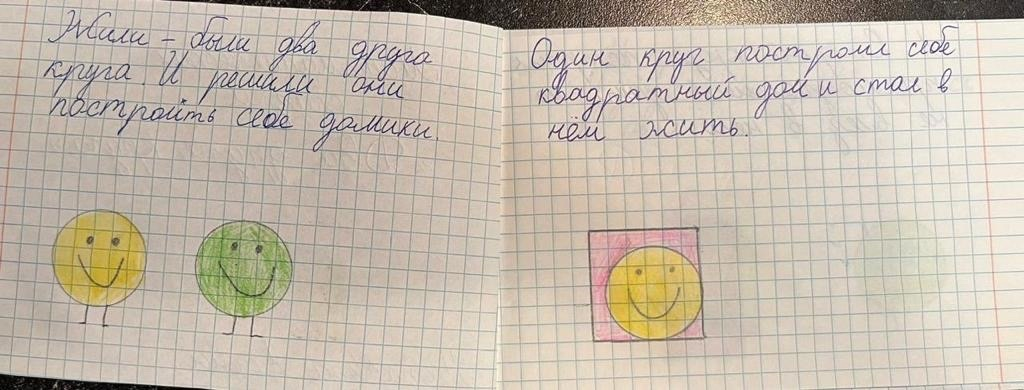 Жили - были два друга
круга. И решили они
построить себе домики.
Один круг построил себе
квадратный дом и стал в
нём жить.